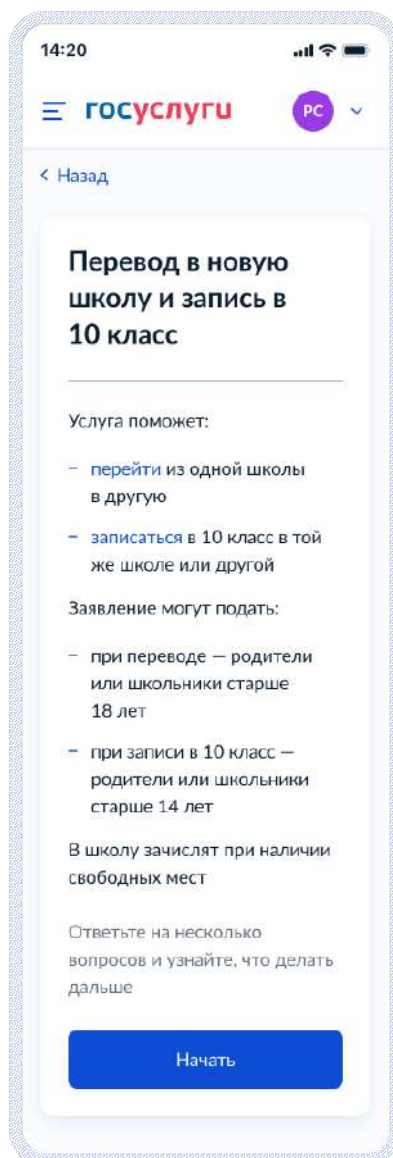 14:20
госуслуги
РС
Назад
Перевод в новую
школу и запись в
10 класс
Услуга поможет:
– перейти из одной школы
в другую
– записаться в 10 класс в той
же школе или другой
Заявление могут подать:
– при переводе — родители
или школьники старше
18 лет
– при записи в 10 класс —
родители или школьники
старше 14 лет
В школу зачислят при наличии
свободных мест
Ответьте на несколько
вопросов и узнайте, что делать
дальше
Начать